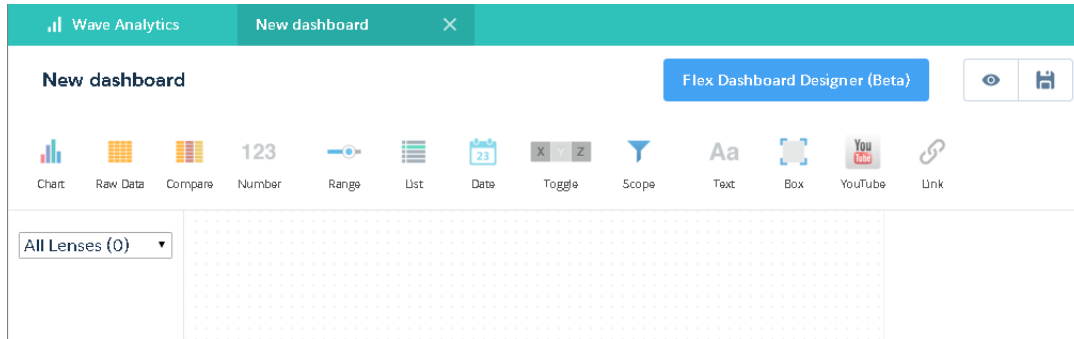 Wave Analytics New dashboard
New dashboard Flex Dashboard Designer (Beta)
123 23 X Y Z Aa You Tube
Chart Raw Data Compare Number Range List Date Toggle Scope Text Box YouTube Link
All Lenses (0)